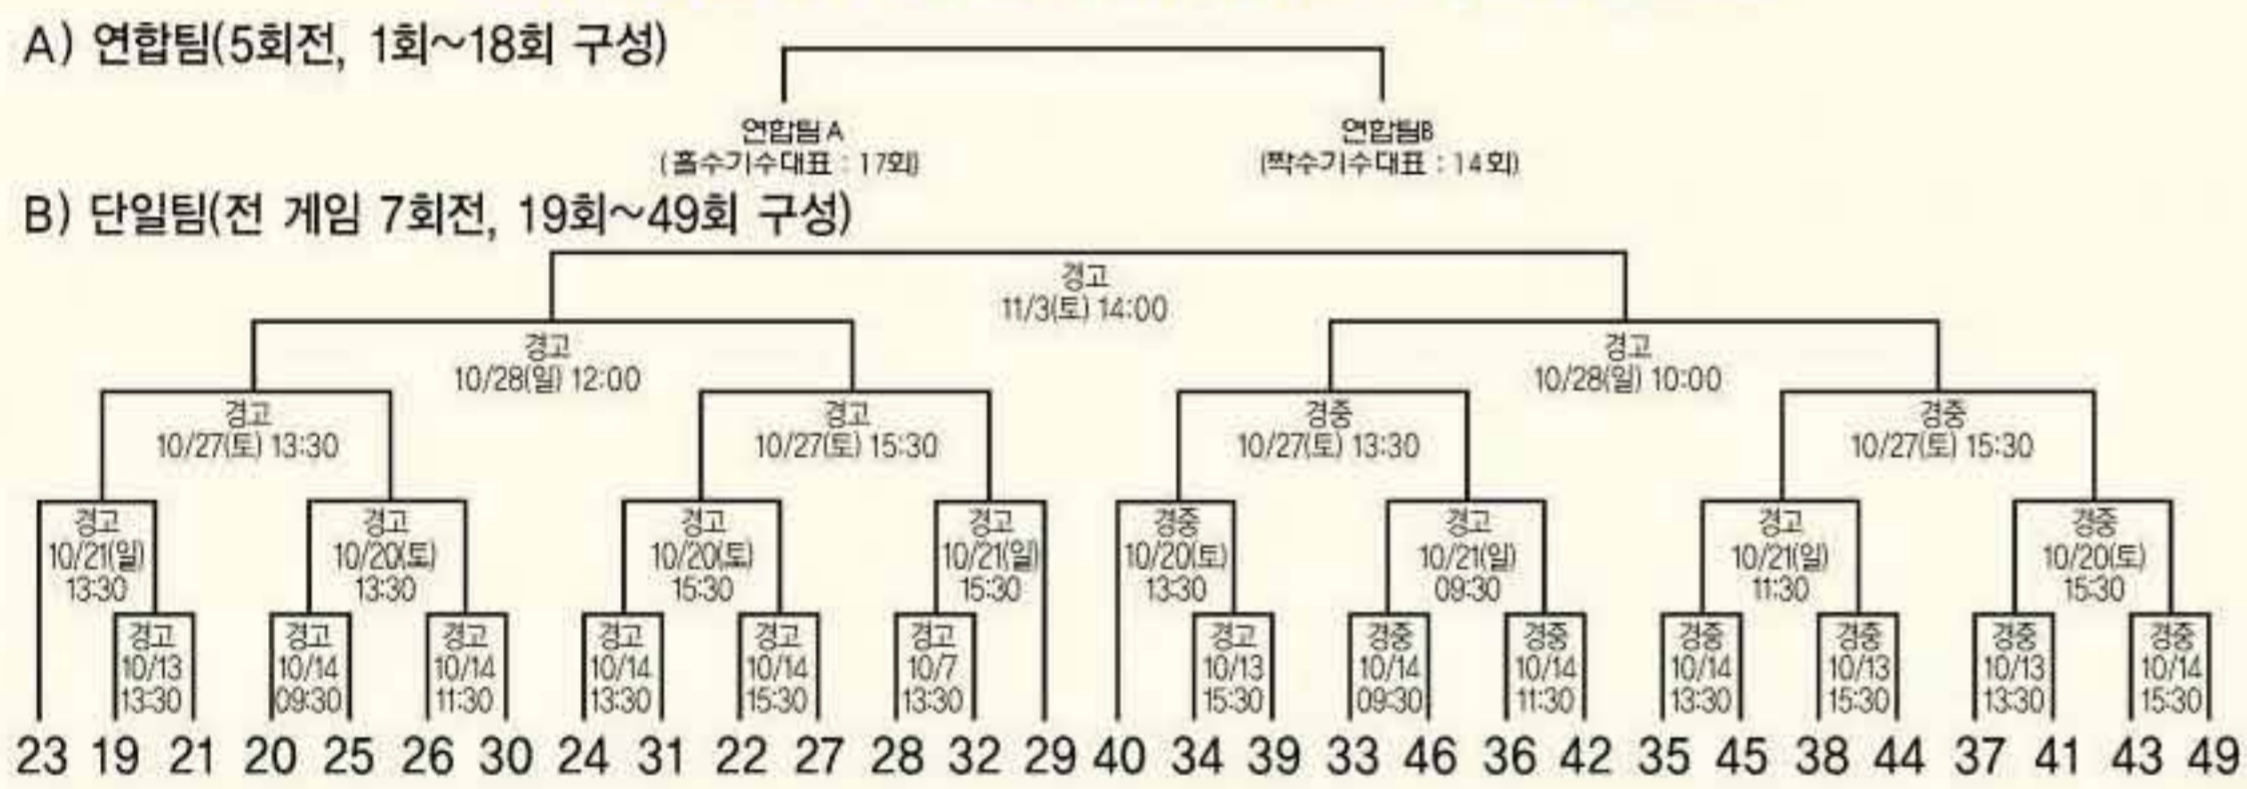 A) 연합팀(5회전, 1회~18회 구성)
연합팀 A
(홀수기수대표 : 17회)
연합팀B
(짝수기수대표 : 14회)
B) 단일팀(전 게임 7회전, 19회~49회 구성)
경고
11/3(토) 14:00
경고
10/28(일) 12:00
경고
10/28(일) 10:00
경고
10/27(토) 13:30
경고
10/27(토) 15:30
경중
10/27(토) 13:30
경중
10/27(토) 15:30
경고
10/21(일)
13:30
경고
10/20(토)
13:30
경고
10/20(토)
15:30
경고
10/21(일)
15:30
경중
10/20(토)
13:30
경고
10/21(일)
09:30
경고
10/21(일)
11:30
경중
10/20(토)
15:30
경고
10/13
13:30
경고
10/14
09:30
경고
10/14
11:30
경고
10/14
13:30
경고
10/14
15:30
경고
10/7
13:30
경고
10/13
15:30
경중
10/14
09:30
경중
10/14
11:30
경중
10/14
13:30
경중
10/13
15:30
경중
10/13
13:30
경중
10/14
15:30
23 19 21 20 25 26 30 24 31 22 27 28 32 29 40 34 39 33 46 36 42 35 45 38 44 37 41 43 49